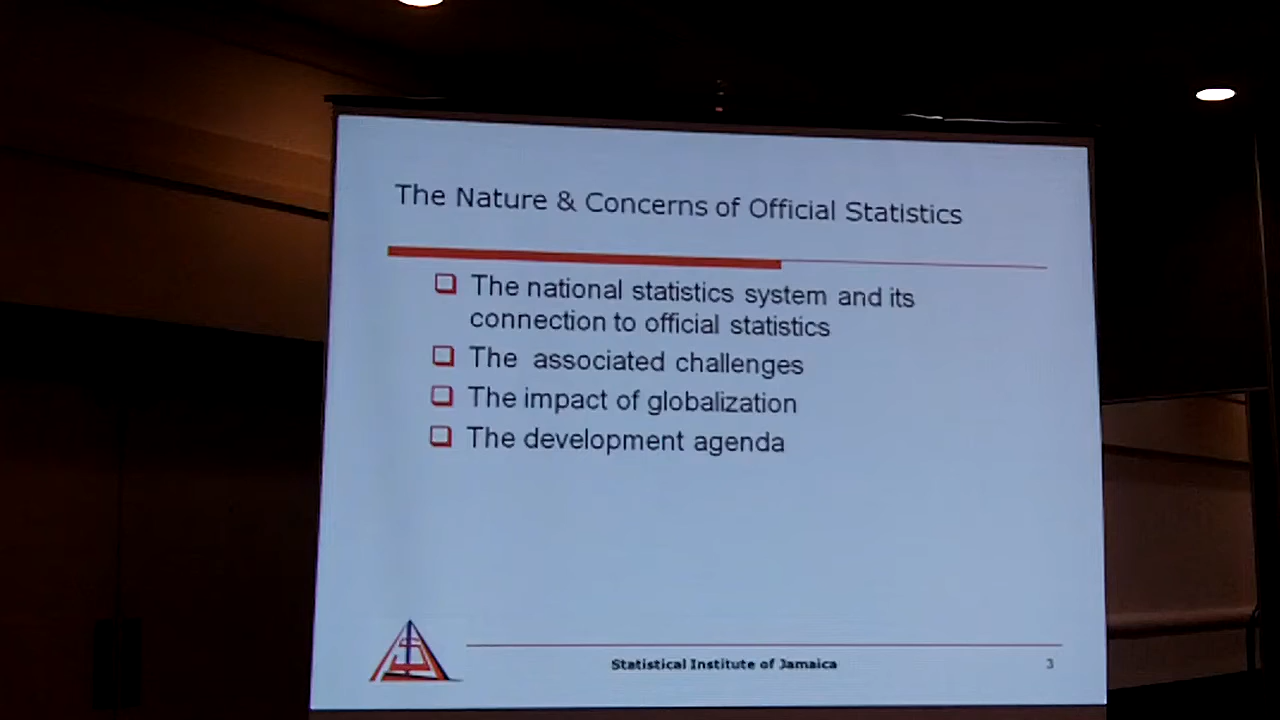 The Nature & Concerns of Official Statistics
The national statistics system and its
connection to official statistics
The associated challenges
The impact of globalization
The development agenda
Statistical Institute of Jamaica
3